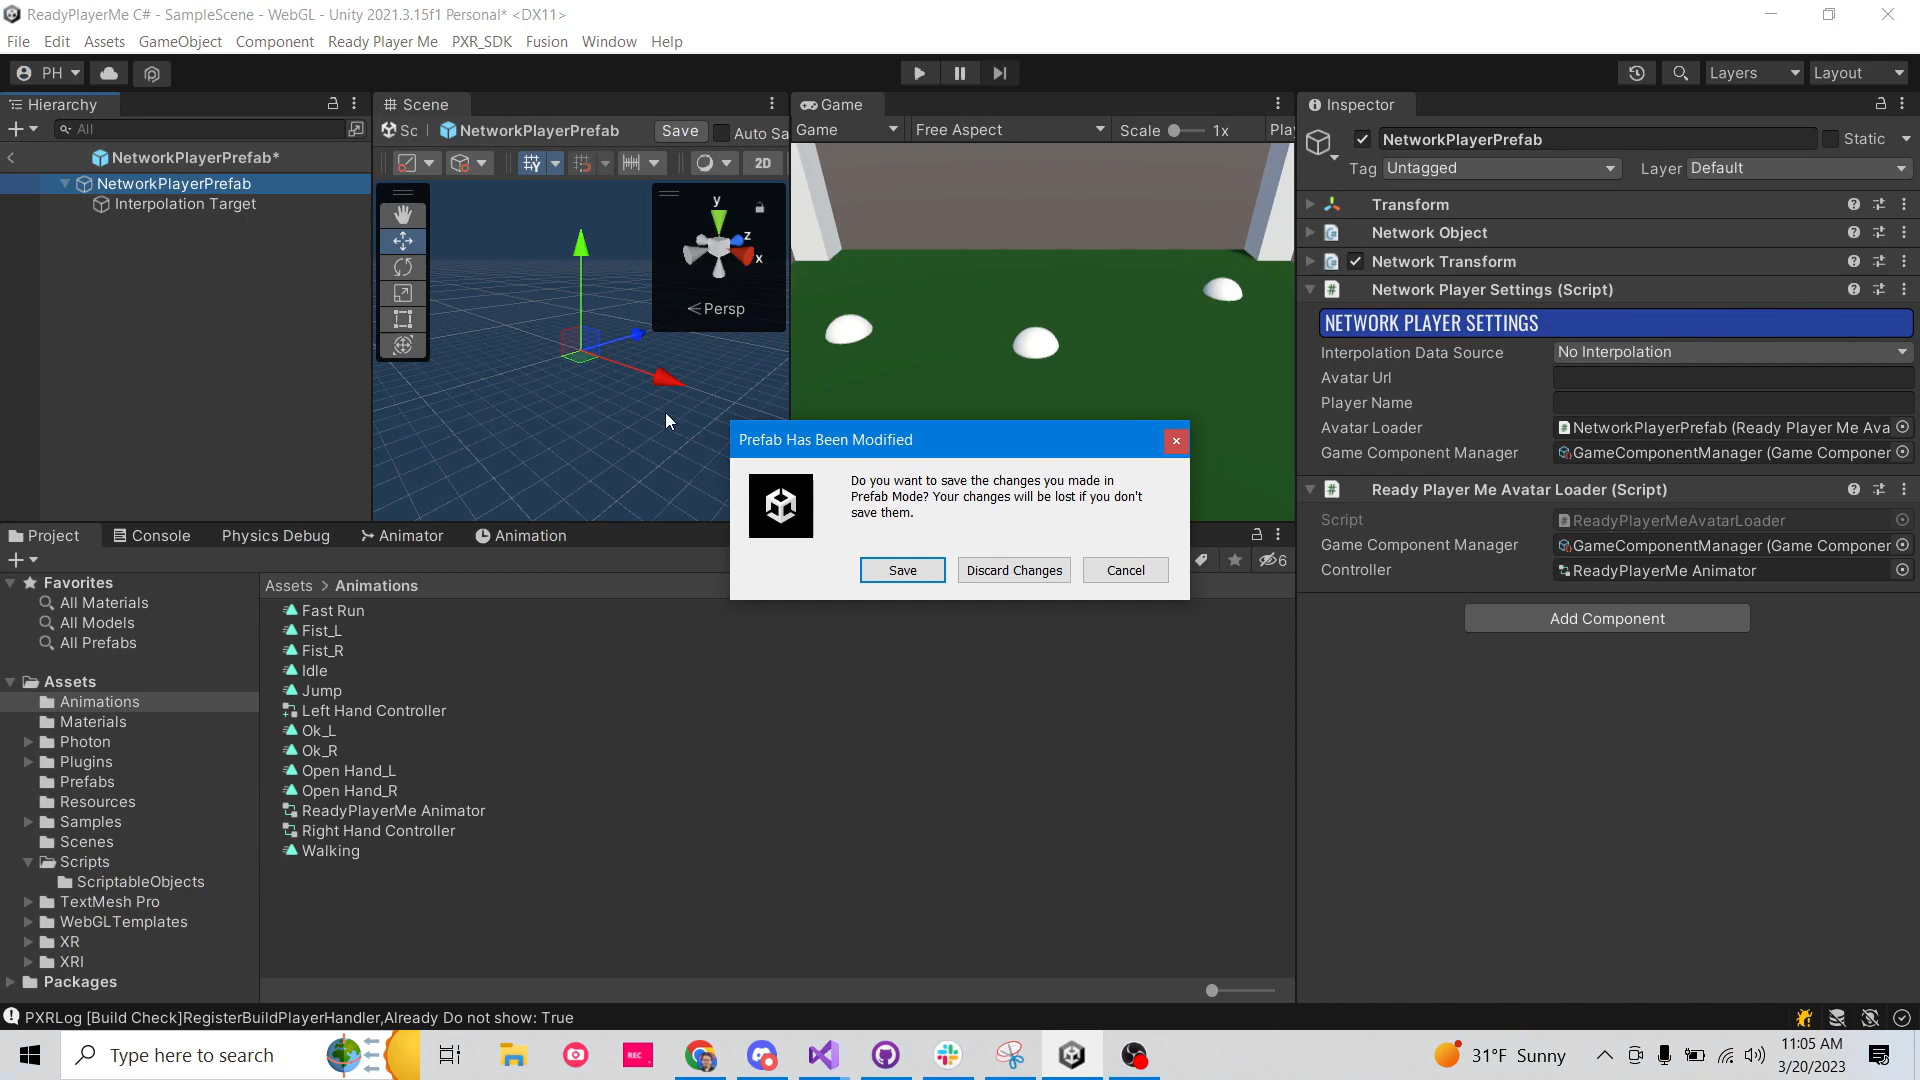 ReadyPlayerMe C# - SampleScene - WebGL - Unity 2021.3.15f1 Personal* <DX11>
File Edit Assets GameObject Component Ready Player Me PXR_SDK Fusion Window Help
PH Layers Layout
Hierarchy
All
NetworkPlayerPrefab*
NetworkPlayerPrefab
Interpolation Target
Scene
Sc NetworkPlayerPrefab Save Auto Sa
2D
y
z
x
Persp
Game
Game Free Aspect Scale 1x Pla
Prefab Has Been Modified
Do you want to save the changes you made in
Prefab Mode? Your changes will be lost if you don't
save them.
Save Discard Changes Cancel
Inspector
NetworkPlayerPrefab Static
Tag Untagged Layer Default
Transform
Network Object
Network Transform
Network Player Settings (Script)
NETWORK PLAYER SETTINGS
Interpolation Data Source No Interpolation
Avatar Url
Player Name
Avatar Loader NetworkPlayerPrefab (Ready Player Me Ava
Game Component Manager GameComponentManager (Game Componer
Ready Player Me Avatar Loader (Script)
Script ReadyPlayerMeAvatarLoader
Game Component Manager GameComponentManager (Game Componer
Controller ReadyPlayerMe Animator
Add Component
Project Console Physics Debug Animator Animation
6
Favorites
All Materials
All Models
All Prefabs
Assets
Animations
Materials
Photon
Plugins
Prefabs
Resources
Samples
Scenes
Scripts
ScriptableObjects
TextMesh Pro
WebGLTemplates
XR
XRI
Packages
Assets > Animations
Fast Run
Fist_L
Fist_R
Idle
Jump
Left Hand Controller
Ok_L
Ok_R
Open Hand_L
Open Hand_R
ReadyPlayerMe Animator
Right Hand Controller
Walking
PXRLog [Build Check]RegisterBuildPlayerHandler,Already Do not show: True
Type here to search
REC
31°F Sunny
11:05 AM
3/20/2023